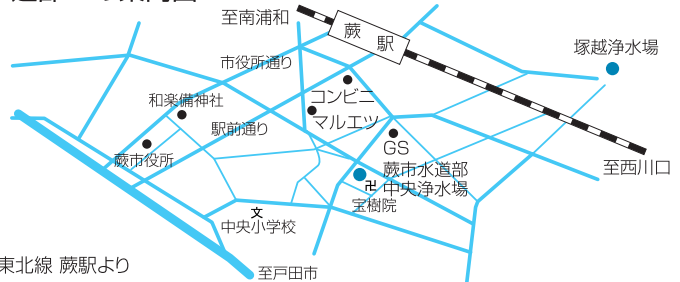 至南浦和
蕨駅
塚越浄水場
市役所通り
コンビニ
和楽備神社
マルエツ
駅前通り
GS
蕨市役所
至西川口
蕨市水道部
中央浄水場
宝樹院
文
中央小学校
東北線 蕨駅より
至戸田市